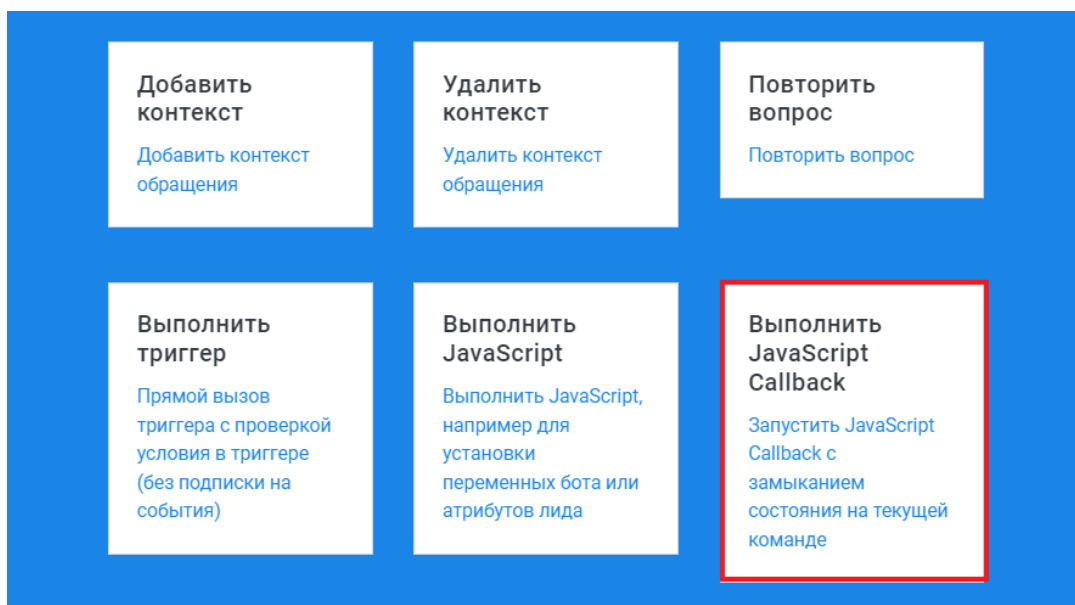 Добавить
контекст
Добавить контекст
обращения
Удалить
контекст
Удалить контекст
обращения
Повторить
вопрос
Повторить вопрос
Выполнить
триггер
Прямой вызов
триггера с проверкой
условия в триггере
(без подписки на
события)
Выполнить
JavaScript
Выполнить JavaScript,
например для
установки
переменных бота или
атрибутов лида
Выполнить
JavaScript
Callback
Запустить JavaScript
Callback с
замыканием
состояния на текущей
команде